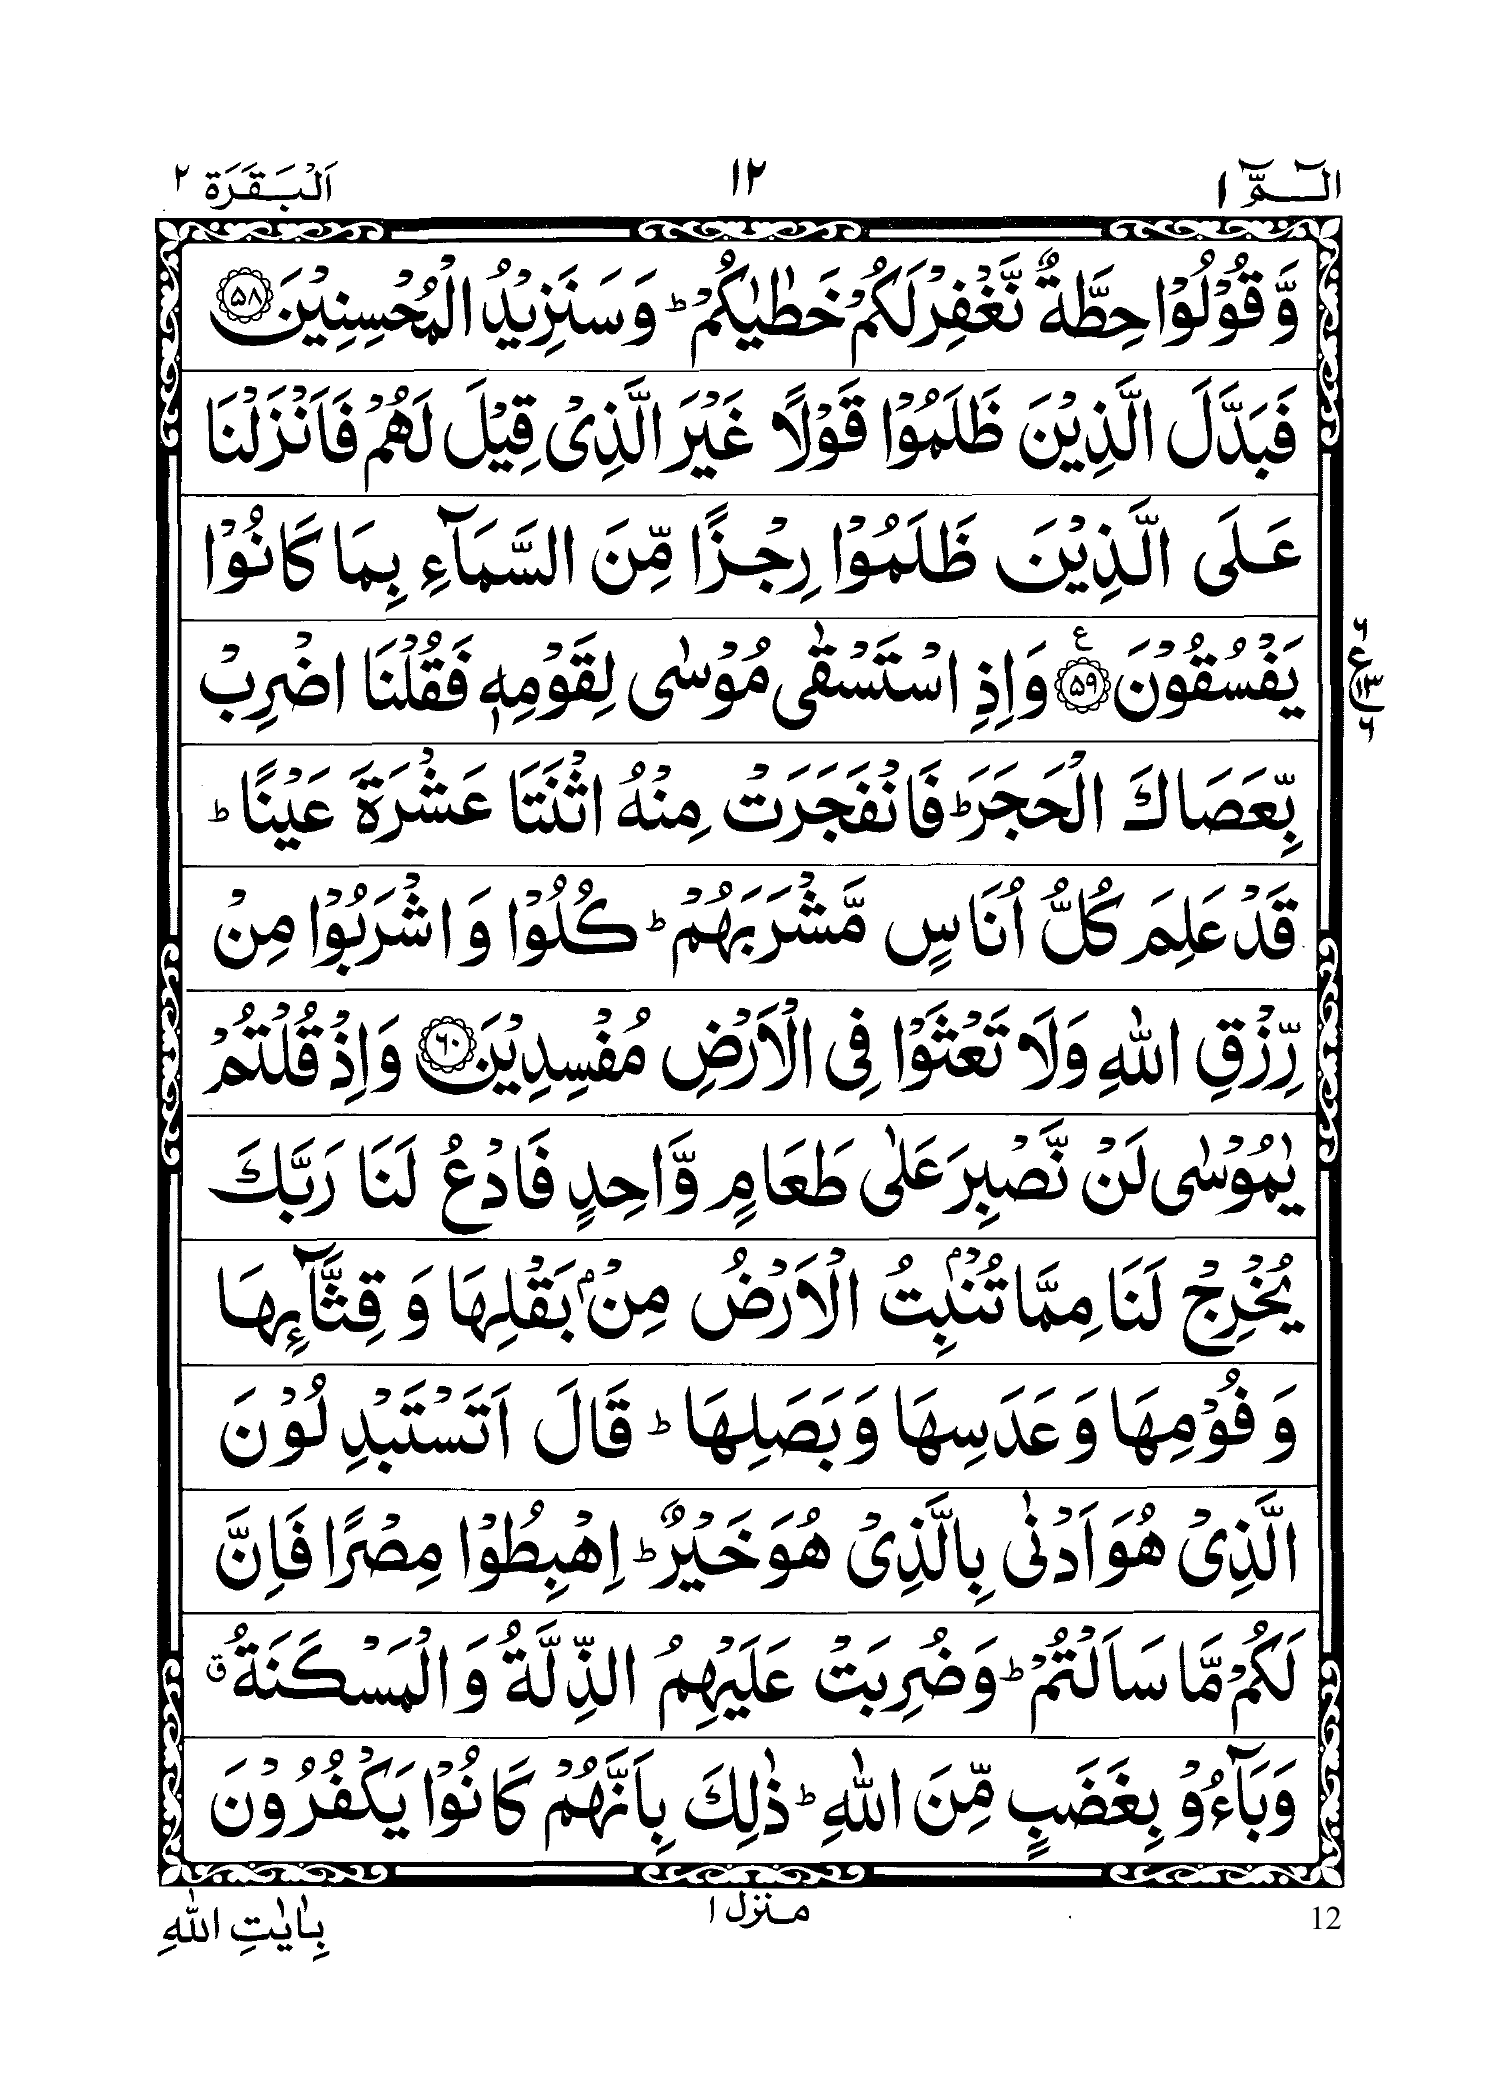 الٓمّٓ ١
١٢
اَلْبَقَرَة ٢
وَّقُوْلُوْا حِطَّةٌ نَّغْفِرْ لَكُمْ خَطٰيٰكُمْ ؕ وَسَنَزِيْدُ الْمُحْسِنِيْنَ ۵۸
فَبَدَّلَ الَّذِيْنَ ظَلَمُوْا قَوْلًا غَيْرَ الَّذِىْ قِيْلَ لَهُمْ فَاَنْزَلْنَا
عَلَى الَّذِيْنَ ظَلَمُوْا رِجْزًا مِّنَ السَّمَآءِ بِمَا كَانُوْا
يَفْسُقُوْنَ ۵۹ ع وَاِذِ اسْتَسْقٰى مُوْسٰى لِقَوْمِهٖ فَقُلْنَا اضْرِبْ
بِّعَصَاكَ الْحَجَرَ ؕ فَانْفَجَرَتْ مِنْهُ اثْنَتَا عَشْرَةَ عَيْنًا ؕ
قَدْ عَلِمَ كُلُّ اُنَاسٍ مَّشْرَبَهُمْ ؕ كُلُوْا وَاشْرَبُوْا مِنْ
رِّزْقِ اللّٰهِ وَلَا تَعْثَوْا فِى الْاَرْضِ مُفْسِدِيْنَ ۶۰ وَاِذْ قُلْتُمْ
يٰمُوْسٰى لَنْ نَّصْبِرَ عَلٰى طَعَامٍ وَّاحِدٍ فَادْعُ لَنَا رَبَّكَ
يُخْرِجْ لَنَا مِمَّا تُنْۢبِتُ الْاَرْضُ مِنْۢ بَقْلِهَا وَ قِثَّآئِهَا
وَ فُوْمِهَا وَعَدَسِهَا وَبَصَلِهَا ؕ قَالَ اَتَسْتَبْدِلُوْنَ
الَّذِىْ هُوَ اَدْنٰى بِالَّذِىْ هُوَ خَيْرٌ ؕ اِهْبِطُوْا مِصْرًا فَاِنَّ
لَكُمْ مَّا سَاَلْتُمْ ؕ وَضُرِبَتْ عَلَيْهِمُ الذِّلَّةُ وَ الْمَسْكَنَةُ ق
وَبَآءُوْ بِغَضَبٍ مِّنَ اللّٰهِ ؕ ذٰلِكَ بِاَنَّهُمْ كَانُوْا يَكْفُرُوْنَ
۶
ع
۱۳
۶
12
منزل ١
بِاٰيٰتِ اللّٰهِ